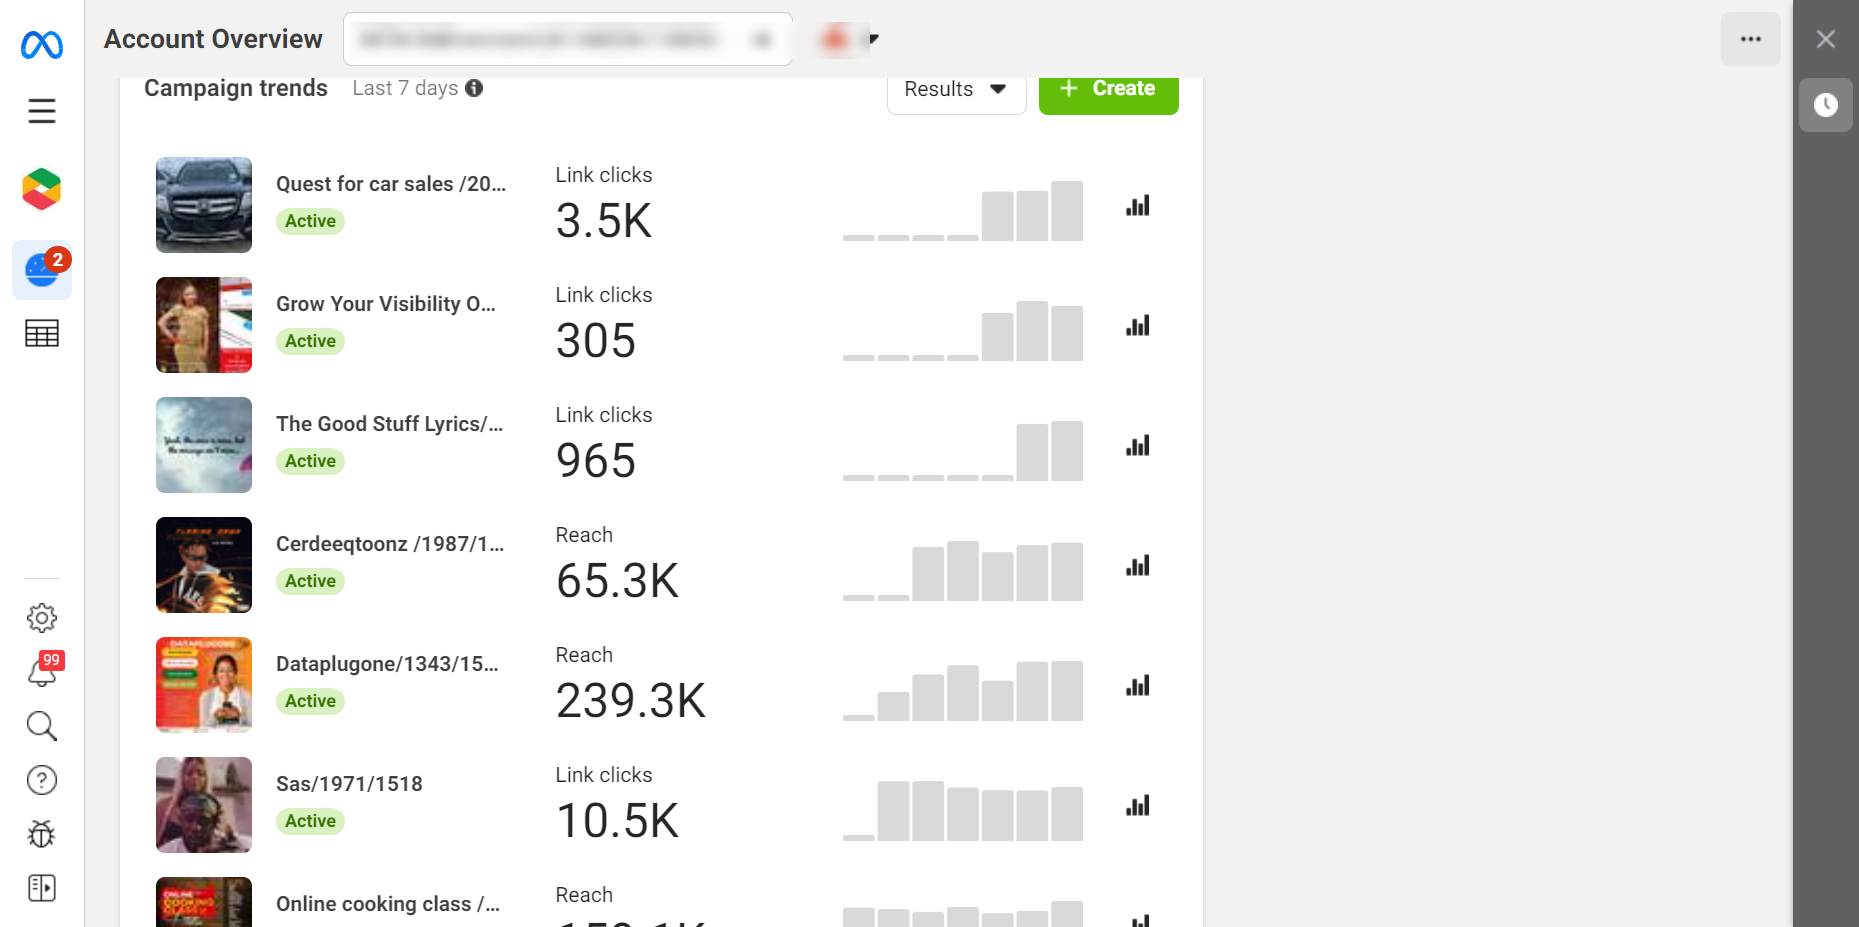 Account Overview
Campaign trends Last 7 days
Results
+ Create
Quest for car sales /20...
Active
Link clicks
3.5K
2
Grow Your Visibility O...
Active
Link clicks
305
The Good Stuff Lyrics/...
Active
Link clicks
965
Cerdeeqtoonz /1987/1...
Active
Reach
65.3K
Dataplugone/1343/15...
Active
Reach
239.3K
99
Sas/1971/1518
Active
Link clicks
10.5K
Online cooking class /...
Reach
ONLINE
COOKING
CLASS